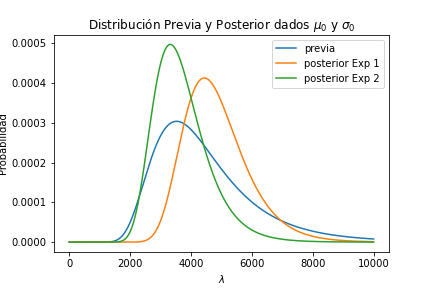 Distribución Previa y Posterior dados μ₀ y σ₀
previa
posterior Exp 1
posterior Exp 2
0.0005
0.0004
0.0003
0.0002
0.0001
0.0000
Probabilidad
0 2000 4000 6000 8000 10000
λ